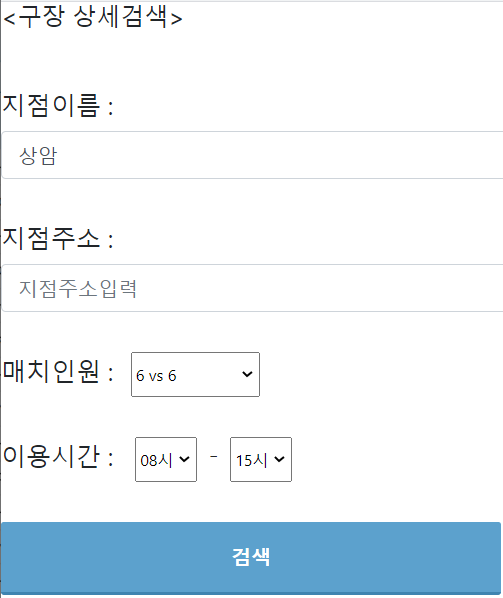 <구장 상세검색>
지점이름 :
상암
지점주소 :
지점주소입력
매치인원 : 6 vs 6
이용시간 : 08시 - 15시
검색